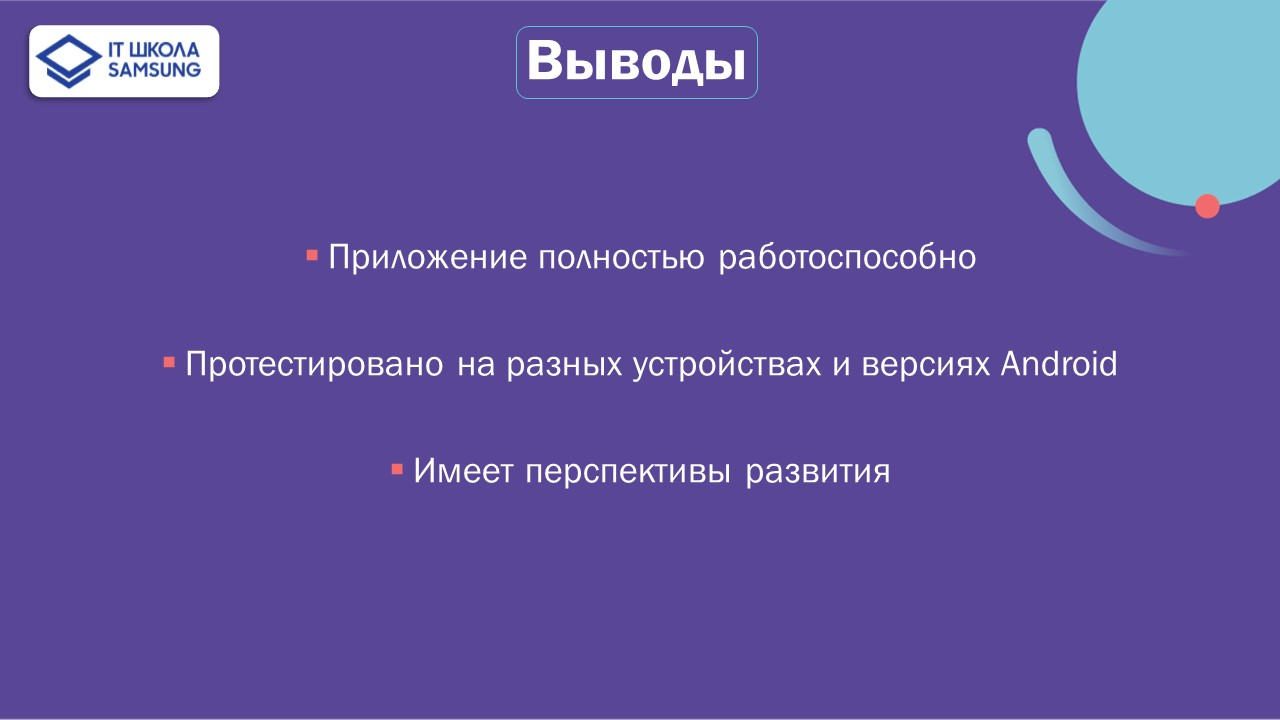 IT ШКОЛА
SAMSUNG
Выводы
Приложение полностью работоспособно
Протестировано на разных устройствах и версиях Android
Имеет перспективы развития